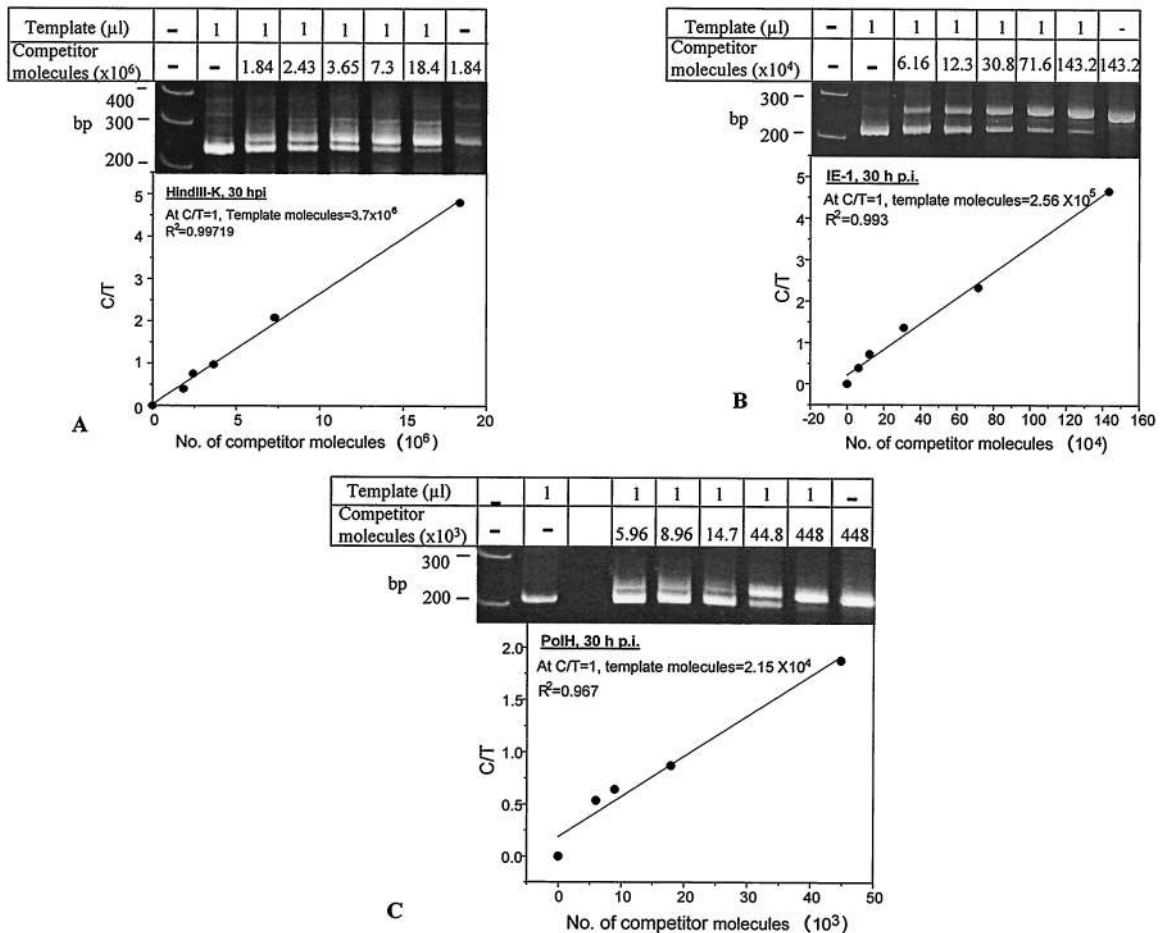 Template (µl) – 1 1 1 1 1 1 –
Competitor
molecules (x10⁶) – – 1.84 2.43 3.65 7.3 18.4 1.84
400
bp 300
200
HindIII-K, 30 hpi
At C/T=1, Template molecules=3.7x10⁶
R²=0.99719
5
4
3
2
1
0
C/T
0 5 10 15 20
No. of competitor molecules (10⁶)
A
Template (µl) – 1 1 1 1 1 1 -
Competitor
molecules (x10⁴) – – 6.16 12.3 30.8 71.6 143.2 143.2
300
bp
200
IE-1, 30 h p.i.
At C/T=1, template molecules=2.56 X10⁵
R²=0.993
5
4
3
2
1
0
C/T
-20 0 20 40 60 80 100 120 140 160
No. of competitor molecules (10⁴)
B
Template (µl) – 1 1 1 1 1 1 –
Competitor
molecules (x10³) – – 5.96 8.96 14.7 44.8 448 448
300
bp
200
PolH, 30 h p.i.
At C/T=1, template molecules=2.15 X10⁴
R²=0.967
2.0
1.5
1.0
0.5
0.0
C/T
0 10 20 30 40 50
No. of competitor molecules (10³)
C